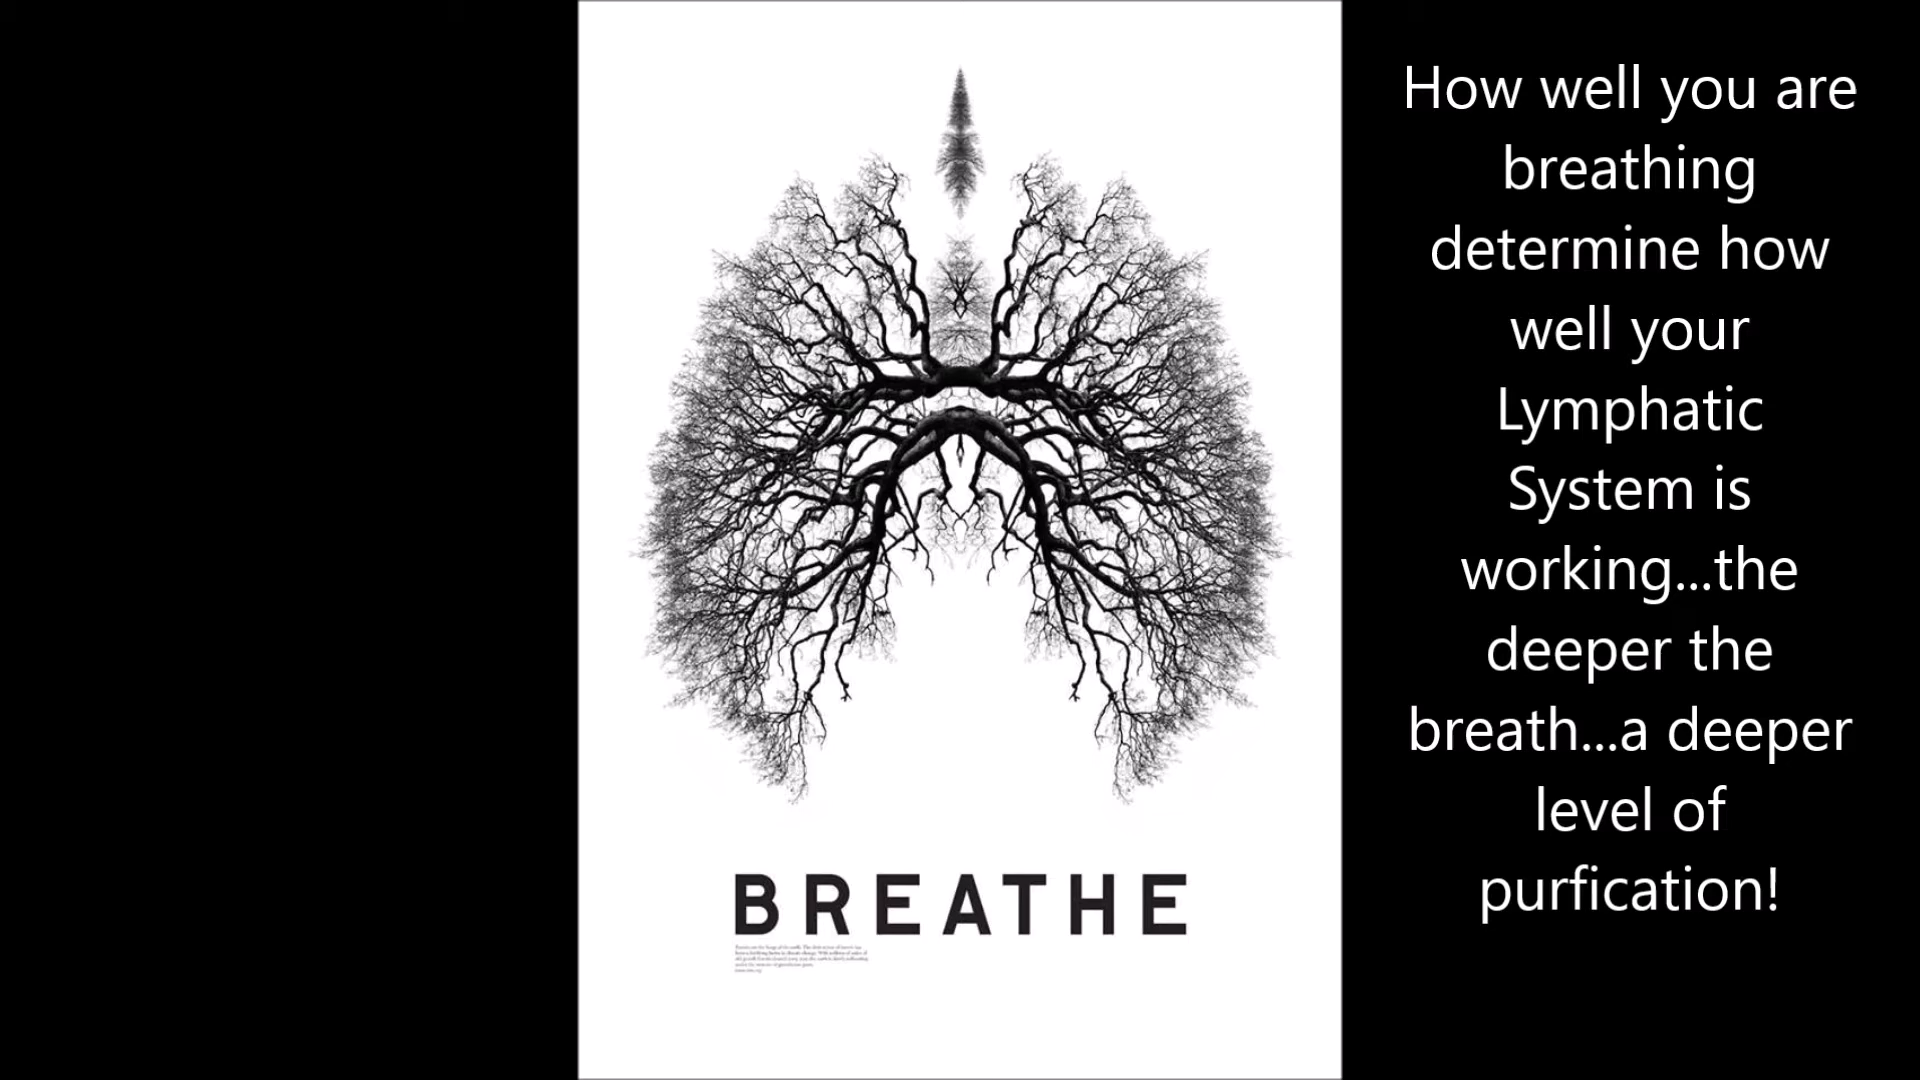 How well you are
breathing
determine how
well your
Lymphatic
System is
working...the
deeper the
breath...a deeper
level of
purfication!
BREATHE